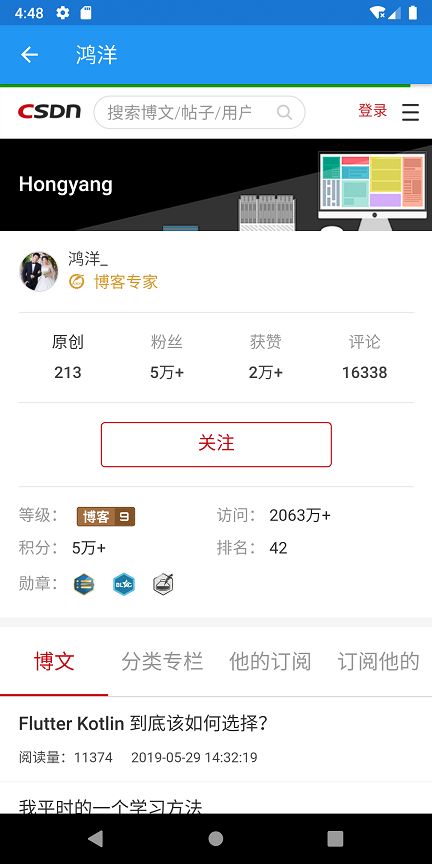 4:48
鸿洋
CSDN 搜索博文/帖子/用户 登录
Hongyang
鸿洋_
博客专家
原创 粉丝 获赞 评论
213 5万+ 2万+ 16338
关注
等级： 博客 9 访问： 2063万+
积分： 5万+ 排名： 42
勋章：
博文 分类专栏 他的订阅 订阅他的
Flutter Kotlin 到底该如何选择？
阅读量：11374 2019-05-29 14:32:19
我平时的一个学习方法